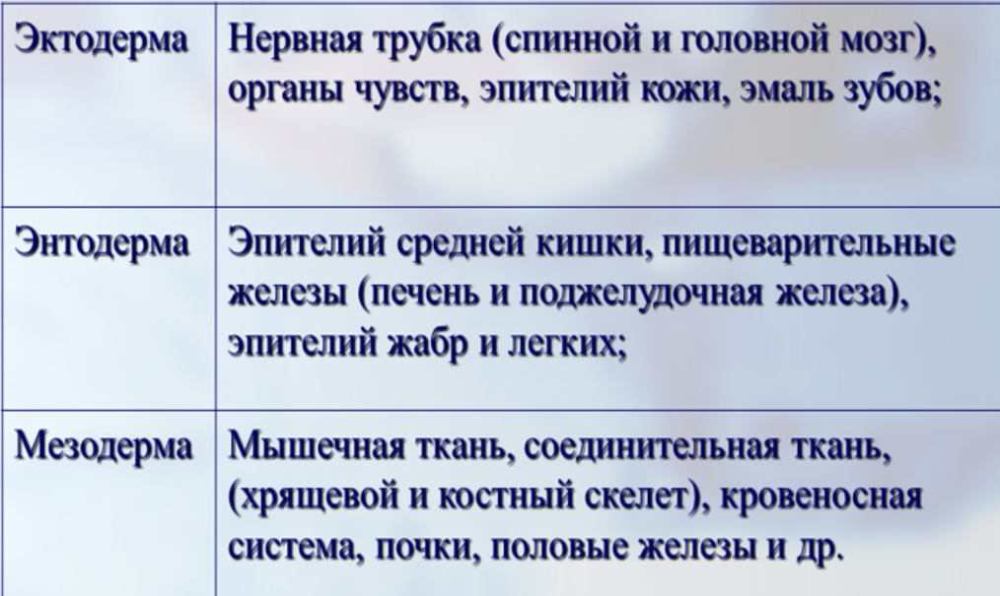 Эктодерма
Нервная трубка (спинной и головной мозг),
органы чувств, эпителий кожи, эмаль зубов;
Энтодерма
Эпителий средней кишки, пищеварительные
железы (печень и поджелудочная железа),
эпителий жабр и легких;
Мезодерма
Мышечная ткань, соединительная ткань,
(хрящевой и костный скелет), кровеносная
система, почки, половые железы и др.